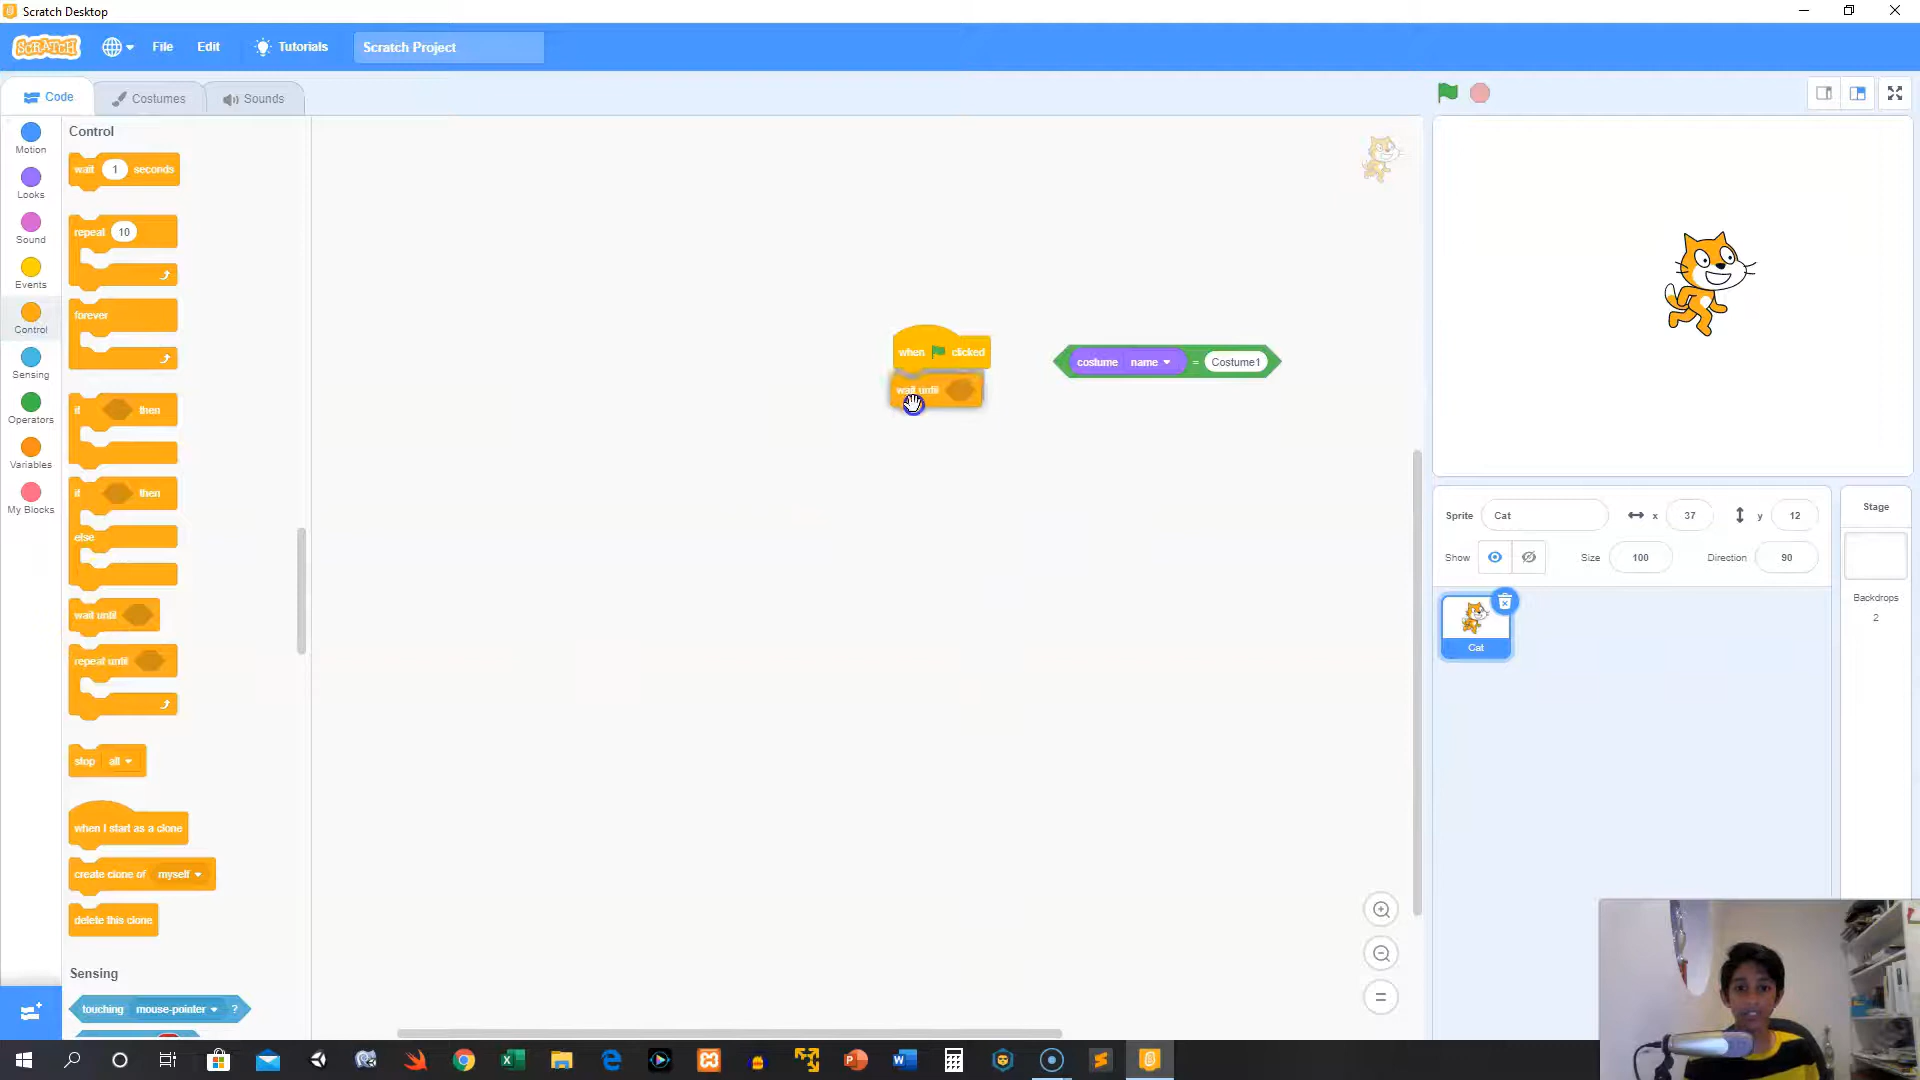 Scratch Desktop
SCRATCH
File
Edit
Tutorials
Scratch Project
Code
Costumes
Sounds
Motion
Looks
Sound
Events
Control
Sensing
Operators
Variables
My Blocks
Control
wait 1 seconds
repeat 10
forever
if then
if then
else
wait until
repeat until
stop all
when I start as a clone
create clone of myself
delete this clone
Sensing
touching mouse-pointer ?
when clicked
wait until
costume name = Costume1
Sprite Cat
x 37
y 12
Show
Size 100
Direction 90
Cat
Stage
Backdrops
2